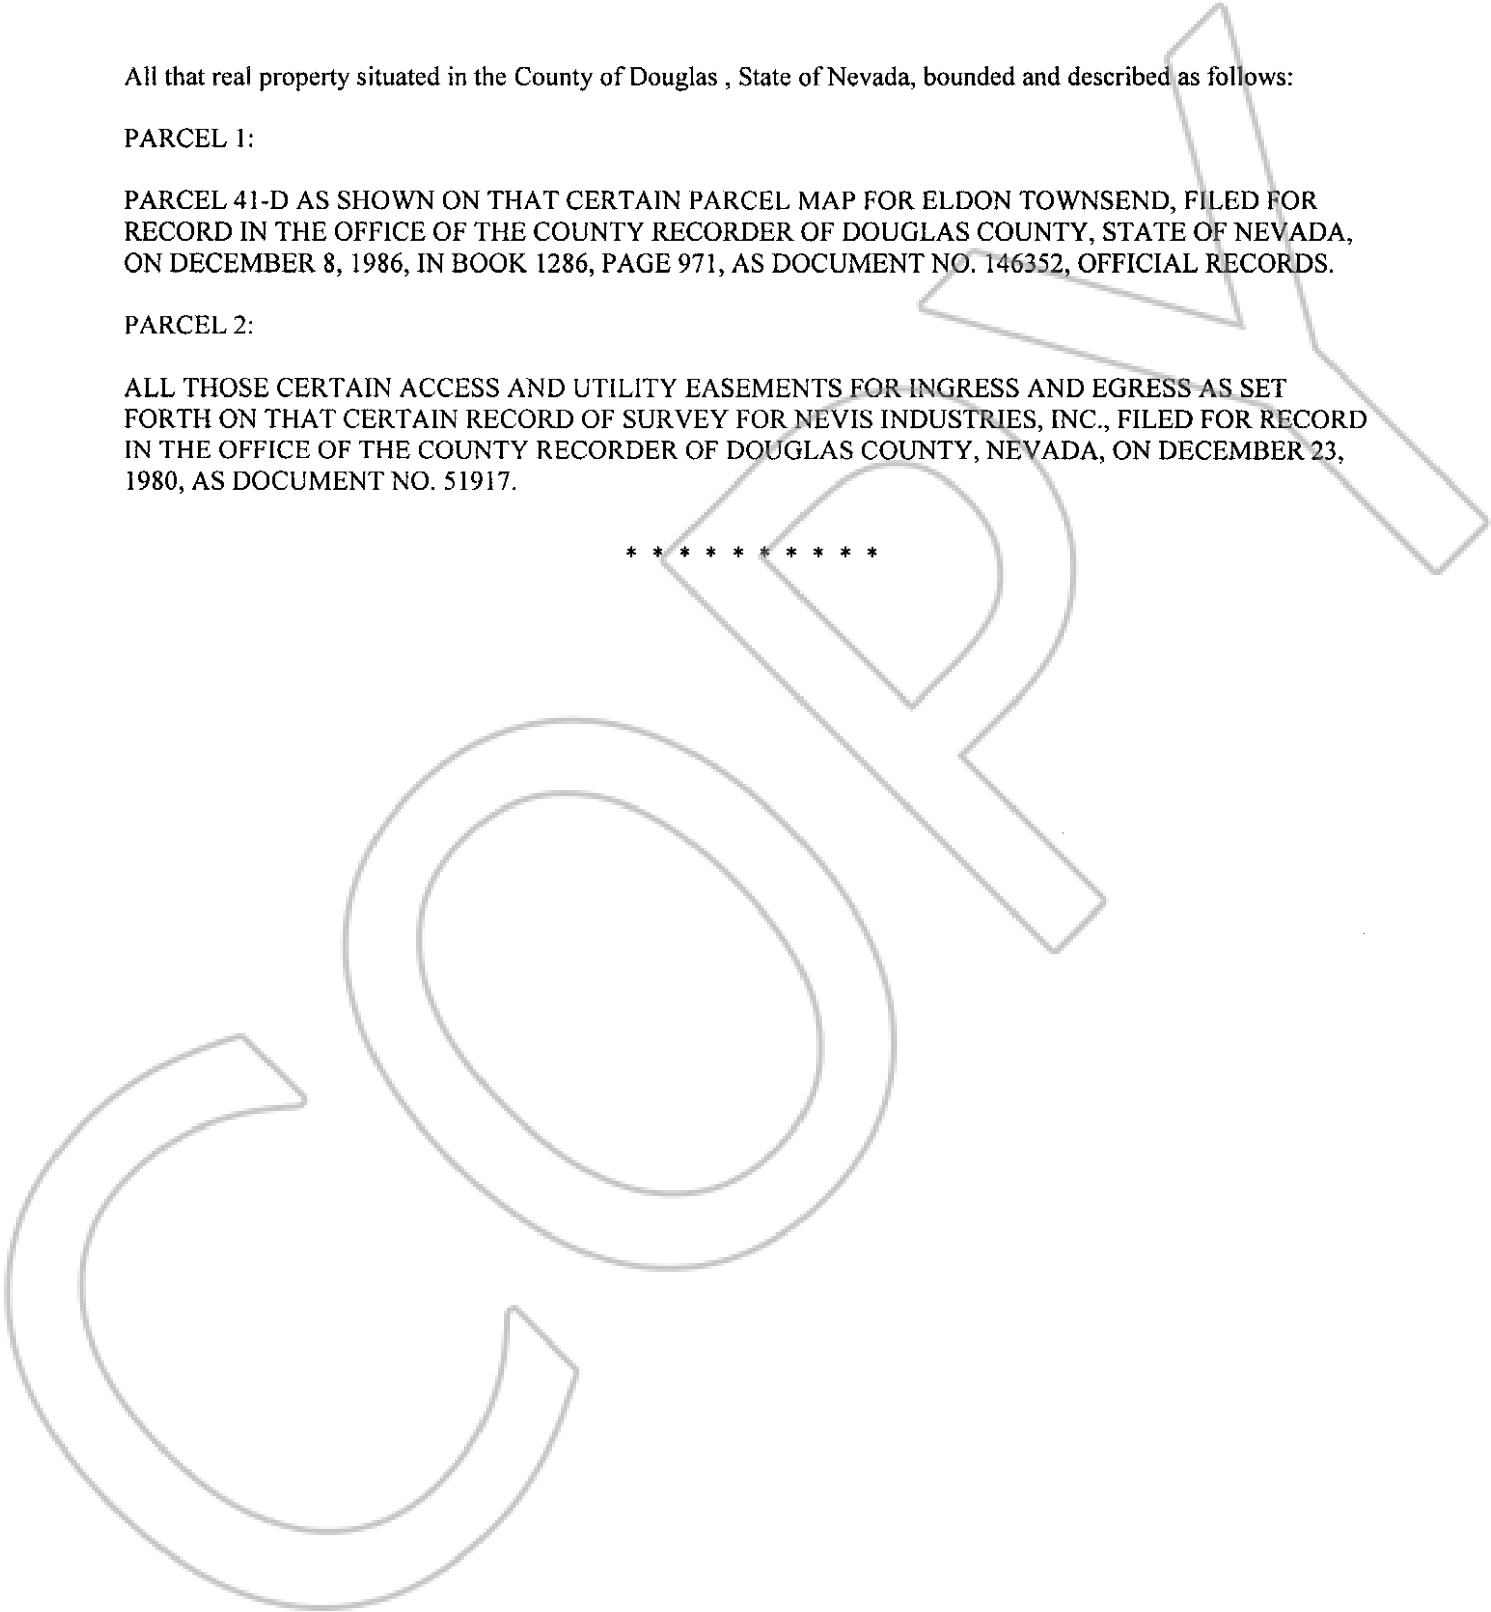 All that real property situated in the County of Douglas , State of Nevada, bounded and described as follows:
PARCEL 1:
PARCEL 41-D AS SHOWN ON THAT CERTAIN PARCEL MAP FOR ELDON TOWNSEND, FILED FOR
RECORD IN THE OFFICE OF THE COUNTY RECORDER OF DOUGLAS COUNTY, STATE OF NEVADA,
ON DECEMBER 8, 1986, IN BOOK 1286, PAGE 971, AS DOCUMENT NO. 146352, OFFICIAL RECORDS.
PARCEL 2:
ALL THOSE CERTAIN ACCESS AND UTILITY EASEMENTS FOR INGRESS AND EGRESS AS SET
FORTH ON THAT CERTAIN RECORD OF SURVEY FOR NEVIS INDUSTRIES, INC., FILED FOR RECORD
IN THE OFFICE OF THE COUNTY RECORDER OF DOUGLAS COUNTY, NEVADA, ON DECEMBER 23,
1980, AS DOCUMENT NO. 51917.
* * * * * * * * * *
COPY